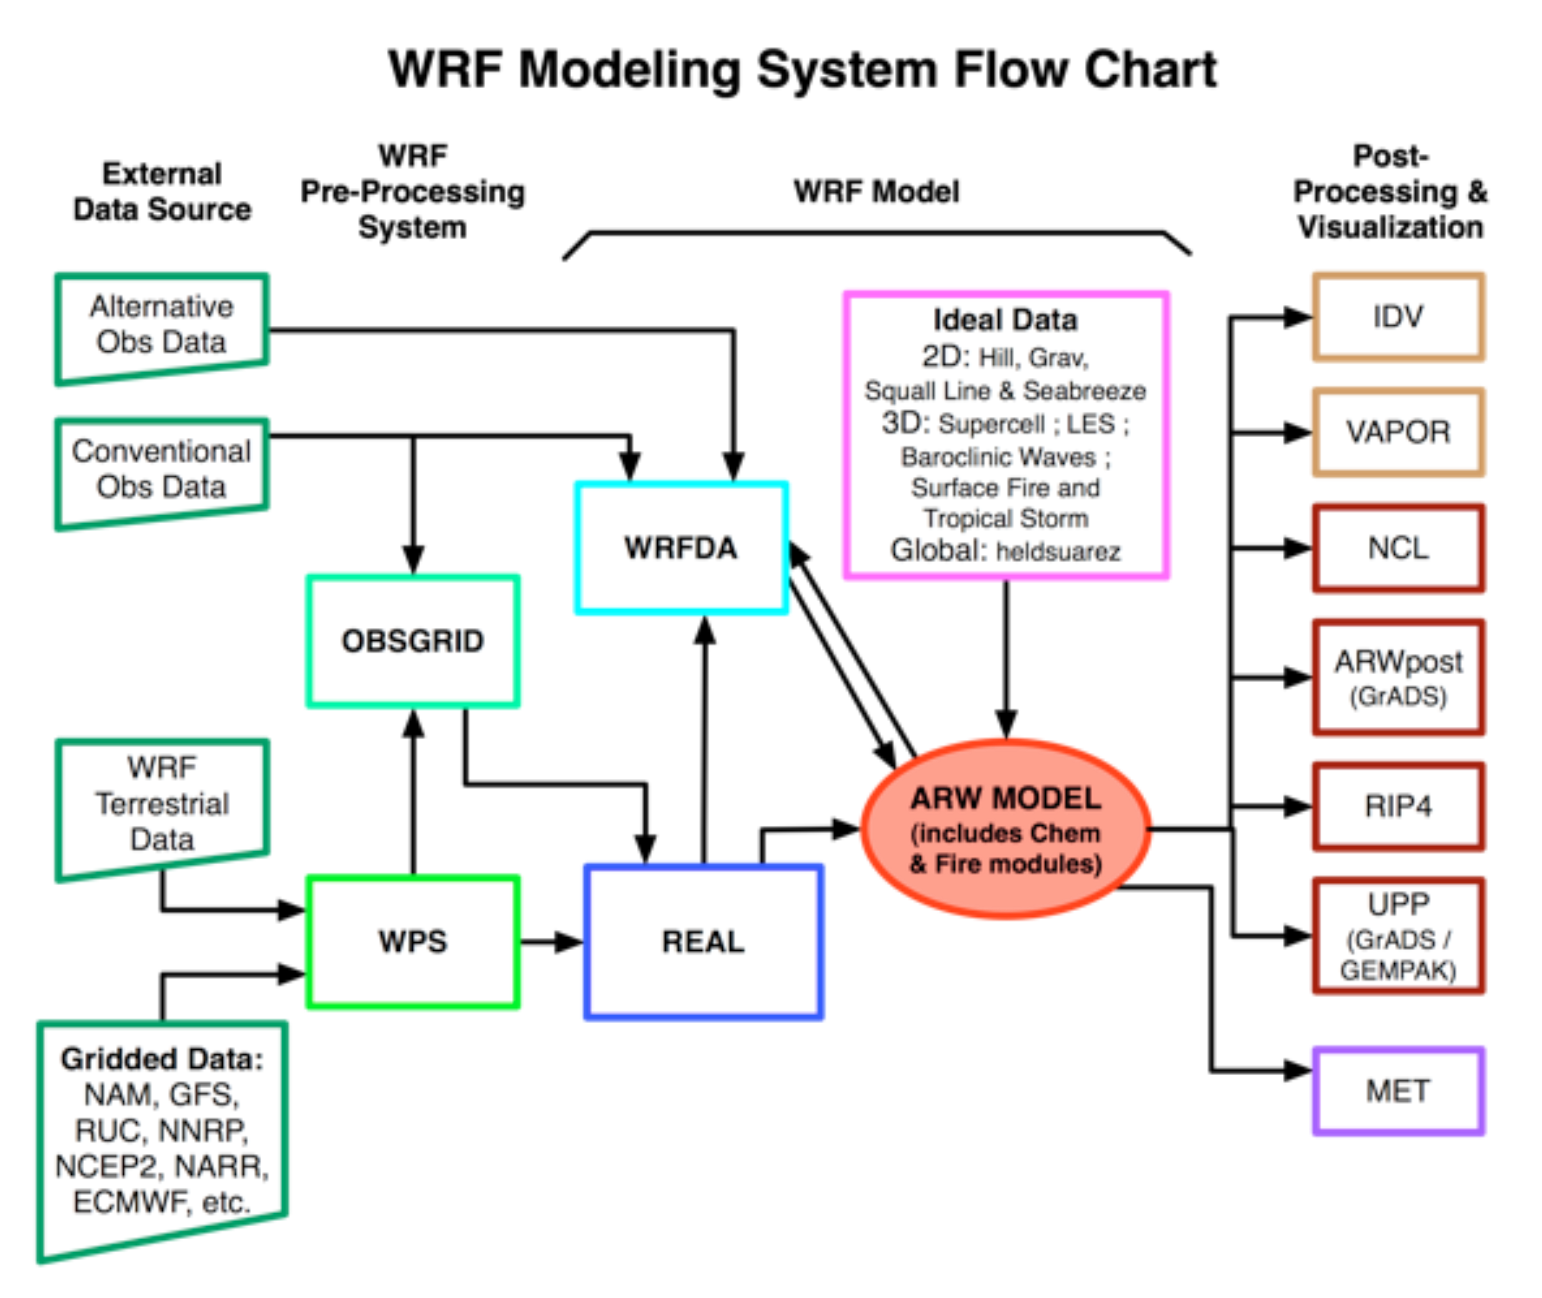 WRF Modeling System Flow Chart
External
Data Source
WRF
Pre-Processing
System
WRF Model
Post-
Processing &
Visualization
Alternative
Obs Data
Conventional
Obs Data
WRF
Terrestrial
Data
Gridded Data:
NAM, GFS,
RUC, NNRP,
NCEP2, NARR,
ECMWF, etc.
OBSGRID
WPS
WRFDA
REAL
Ideal Data
2D: Hill, Grav,
Squall Line & Seabreeze
3D: Supercell ; LES ;
Baroclinic Waves ;
Surface Fire and
Tropical Storm
Global: heldsuarez
ARW MODEL
(includes Chem
& Fire modules)
IDV
VAPOR
NCL
ARWpost
(GrADS)
RIP4
UPP
(GrADS /
GEMPAK)
MET